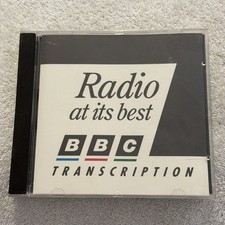 Radio
at its best
BBC
TRANSCRIPTION